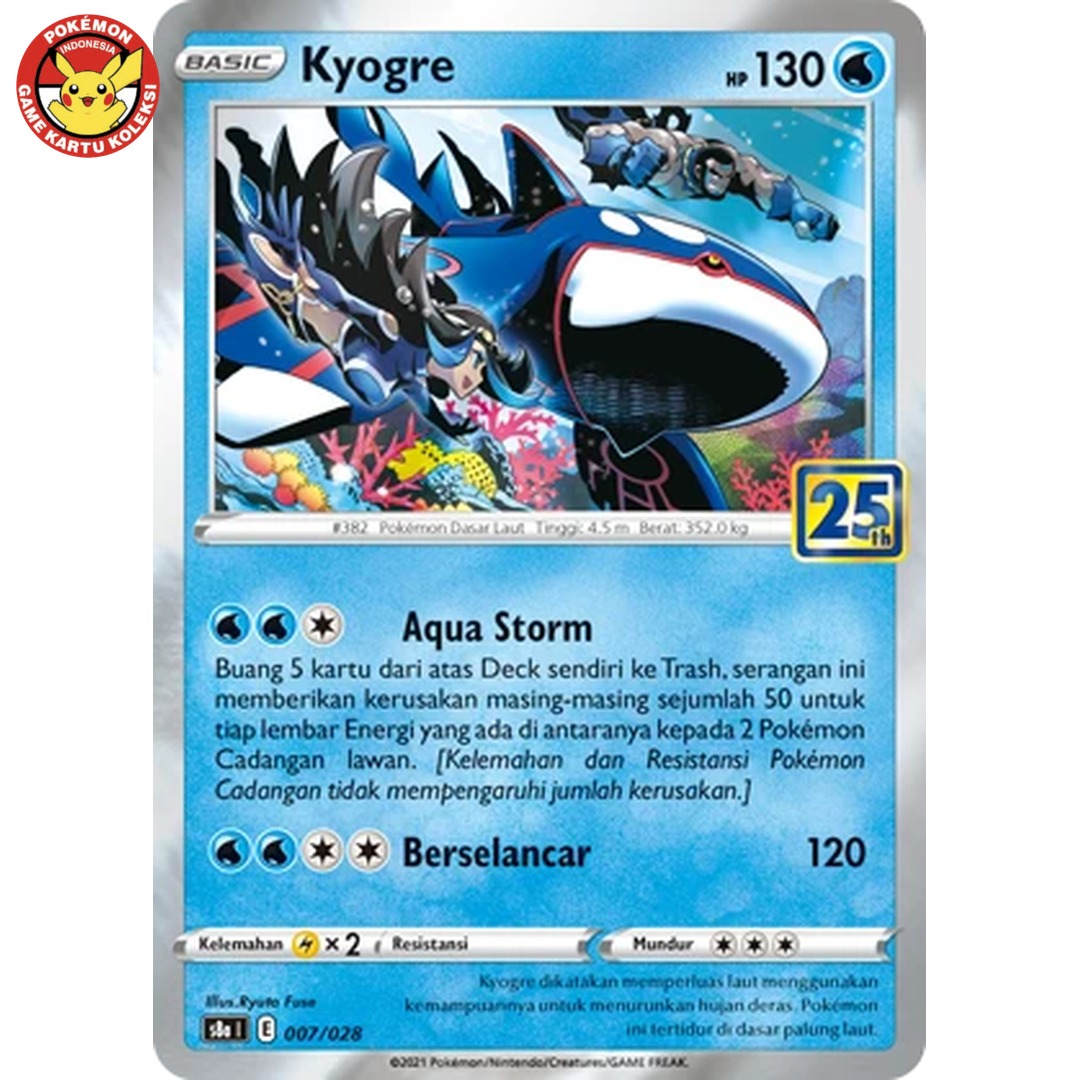 POKÉMON
INDONESIA
GAME KARTU KOLEKSI
BASIC Kyogre HP 130
#382 Pokémon Dasar Laut Tinggi: 4.5 m Berat: 352.0 kg
25th
Aqua Storm
Buang 5 kartu dari atas Deck sendiri ke Trash, serangan ini
memberikan kerusakan masing-masing sejumlah 50 untuk
tiap lembar Energi yang ada di antaranya kepada 2 Pokémon
Cadangan lawan. [Kelemahan dan Resistansi Pokémon
Cadangan tidak mempengaruhi jumlah kerusakan.]
Berselancar 120
Kelemahan ×2 Resistansi Mundur
Kyogre dikatakan memperluas laut menggunakan
kemampuannya untuk menurunkan hujan deras. Pokémon
ini tertidur di dasar palung laut.
Illus. Ryuta Fuse
s8a I E 007/028
©2021 Pokémon/Nintendo/Creatures/GAME FREAK.